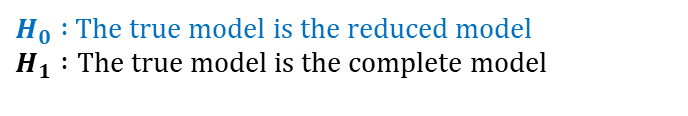 H₀ : The true model is the reduced model
H₁ : The true model is the complete model